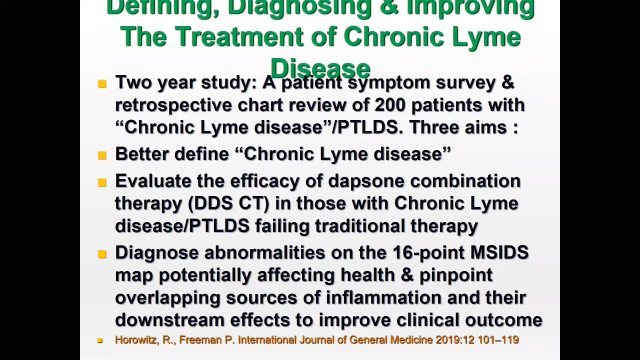 Defining, Diagnosing & Improving
The Treatment of Chronic Lyme
Disease
Two year study: A patient symptom survey &
retrospective chart review of 200 patients with
“Chronic Lyme disease”/PTLDS. Three aims :
Better define “Chronic Lyme disease”
Evaluate the efficacy of dapsone combination
therapy (DDS CT) in those with Chronic Lyme
disease/PTLDS failing traditional therapy
Diagnose abnormalities on the 16-point MSIDS
map potentially affecting health & pinpoint
overlapping sources of inflammation and their
downstream effects to improve clinical outcome
Horowitz, R., Freeman P. International Journal of General Medicine 2019:12 101–119